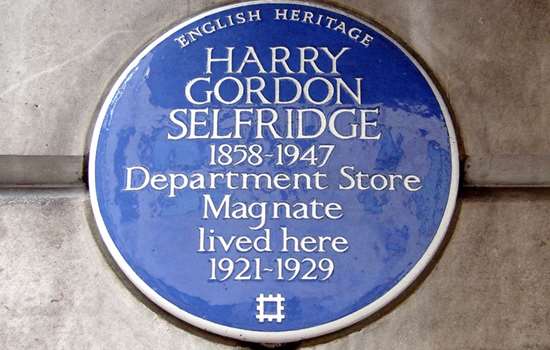 ENGLISH HERITAGE
HARRY
GORDON
SELFRIDGE
1858-1947
Department Store
Magnate
lived here
1921-1929